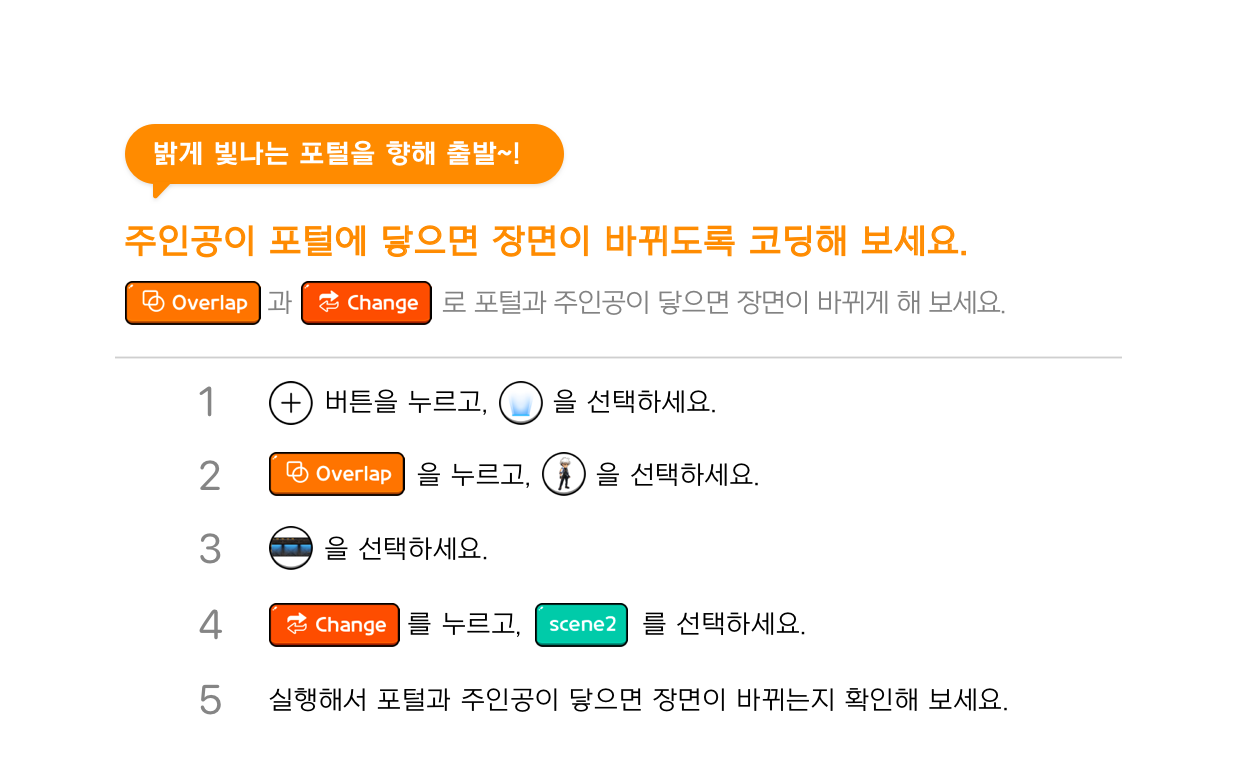 밝게 빛나는 포털을 향해 출발~!
주인공이 포털에 닿으면 장면이 바뀌도록 코딩해 보세요.
Overlap 과 Change 로 포털과 주인공이 닿으면 장면이 바뀌게 해 보세요.
1 + 버튼을 누르고, 을 선택하세요.
2 Overlap 을 누르고, 을 선택하세요.
3 을 선택하세요.
4 Change 를 누르고, scene2 를 선택하세요.
5 실행해서 포털과 주인공이 닿으면 장면이 바뀌는지 확인해 보세요.